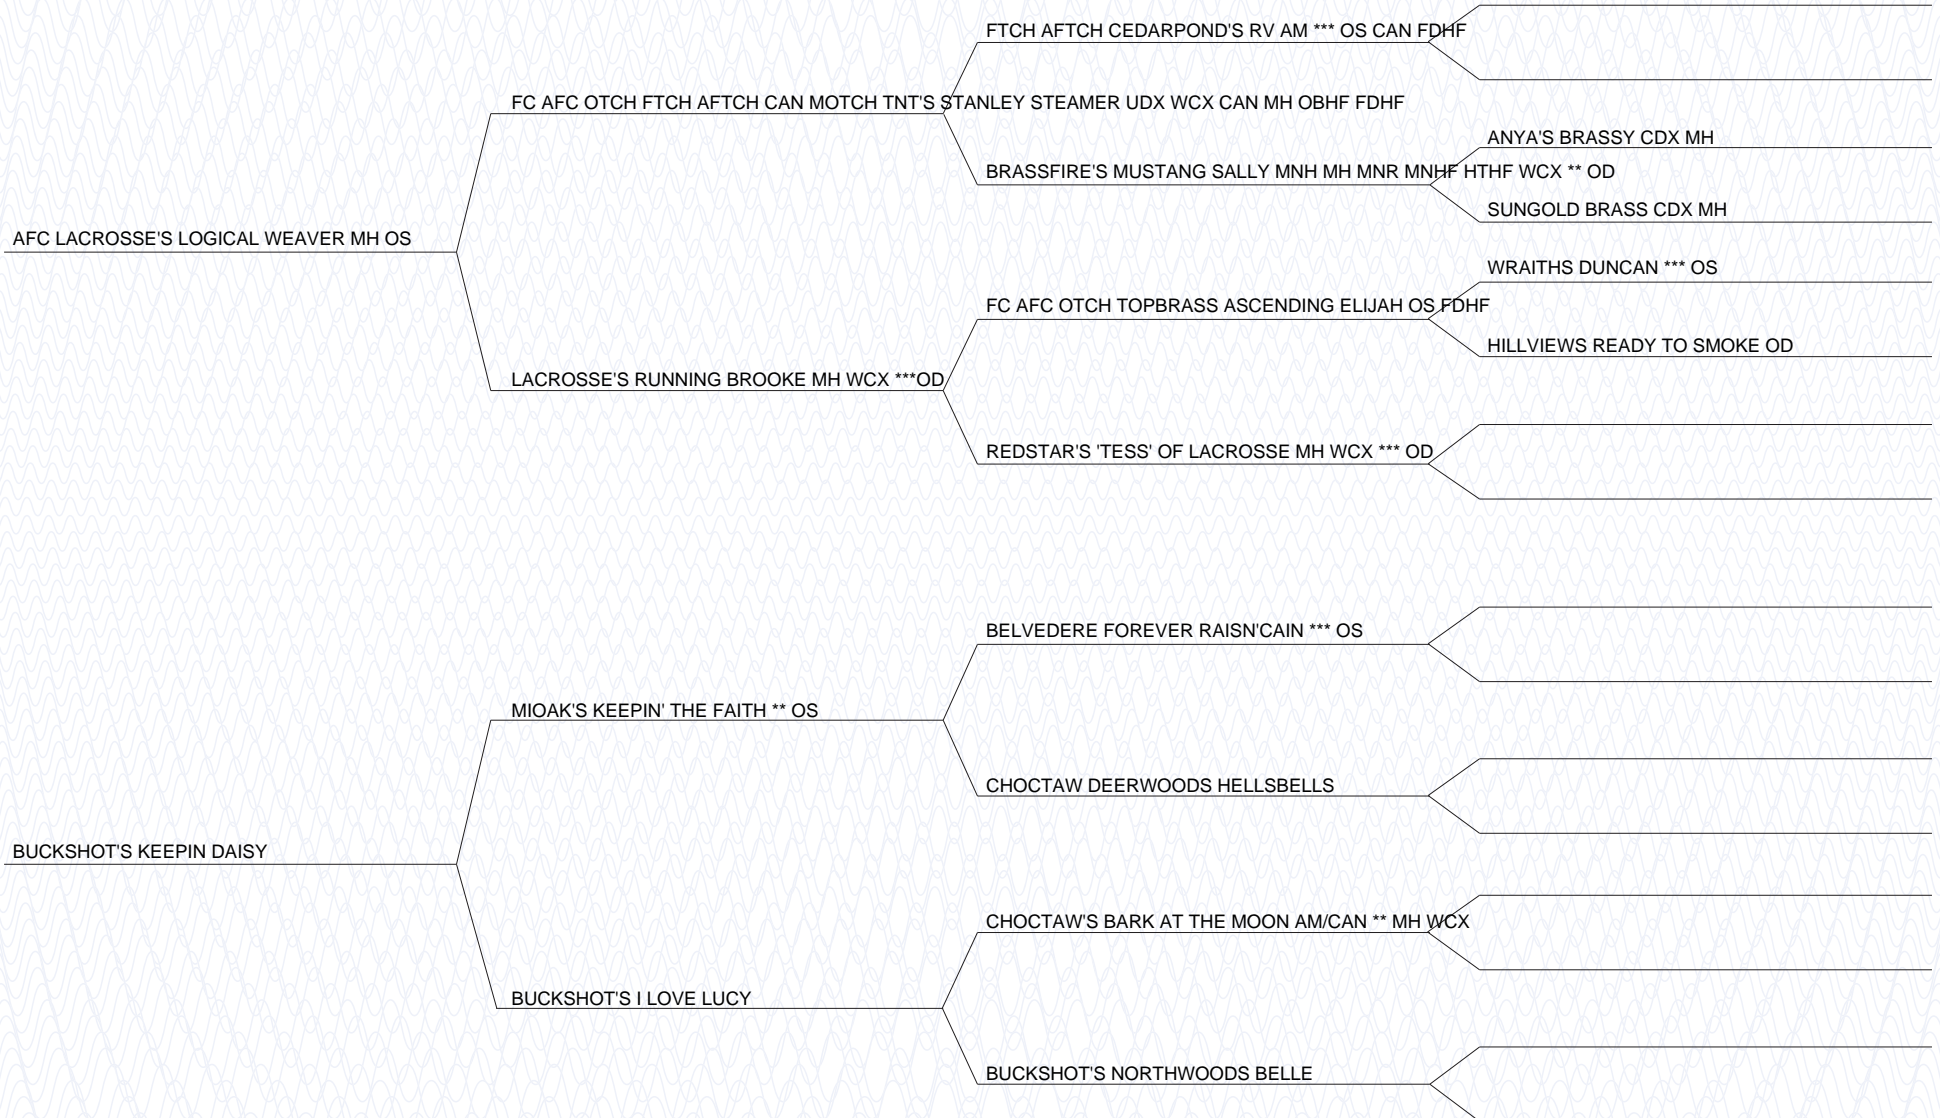 FTCH AFTCH CEDARPOND'S RV AM *** OS CAN FDHF
FC AFC OTCH FTCH AFTCH CAN MOTCH TNT'S STANLEY STEAMER UDX WCX CAN MH OBHF FDHF
ANYA'S BRASSY CDX MH
BRASSFIRE'S MUSTANG SALLY MNH MH MNR MNHF HTHF WCX ** OD
SUNGOLD BRASS CDX MH
AFC LACROSSE'S LOGICAL WEAVER MH OS
WRAITHS DUNCAN *** OS
FC AFC OTCH TOPBRASS ASCENDING ELIJAH OS FDHF
HILLVIEWS READY TO SMOKE OD
LACROSSE'S RUNNING BROOKE MH WCX ***OD
REDSTAR'S 'TESS' OF LACROSSE MH WCX *** OD
BELVEDERE FOREVER RAISN'CAIN *** OS
MIOAK'S KEEPIN' THE FAITH ** OS
CHOCTAW DEERWOODS HELLSBELLS
BUCKSHOT'S KEEPIN DAISY
CHOCTAW'S BARK AT THE MOON AM/CAN ** MH WCX
BUCKSHOT'S I LOVE LUCY
BUCKSHOT'S NORTHWOODS BELLE